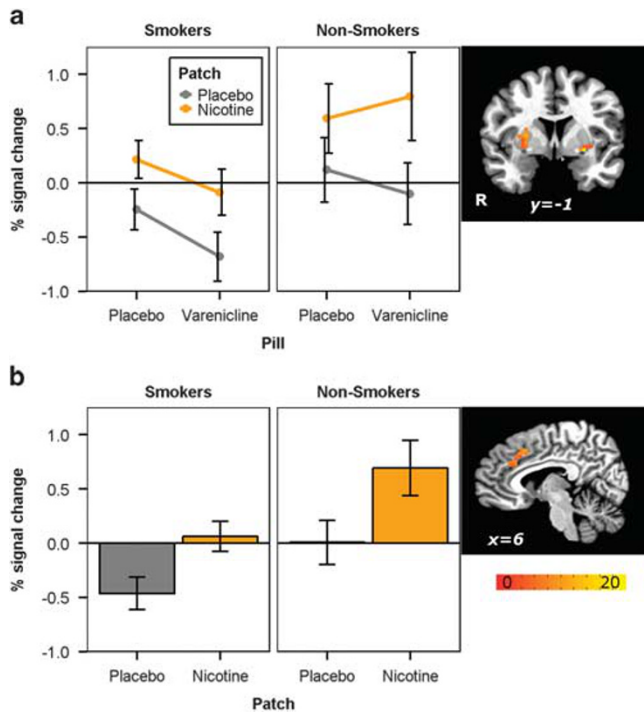 a
Smokers
Non-Smokers
% signal change
1.0
0.5
0.0
-0.5
-1.0
Patch
Placebo
Nicotine
R
y=-1
Placebo
Varenicline
Placebo
Varenicline
Pill
b
Smokers
Non-Smokers
% signal change
1.0
0.5
0.0
-0.5
-1.0
x=6
0
20
Placebo
Nicotine
Placebo
Nicotine
Patch